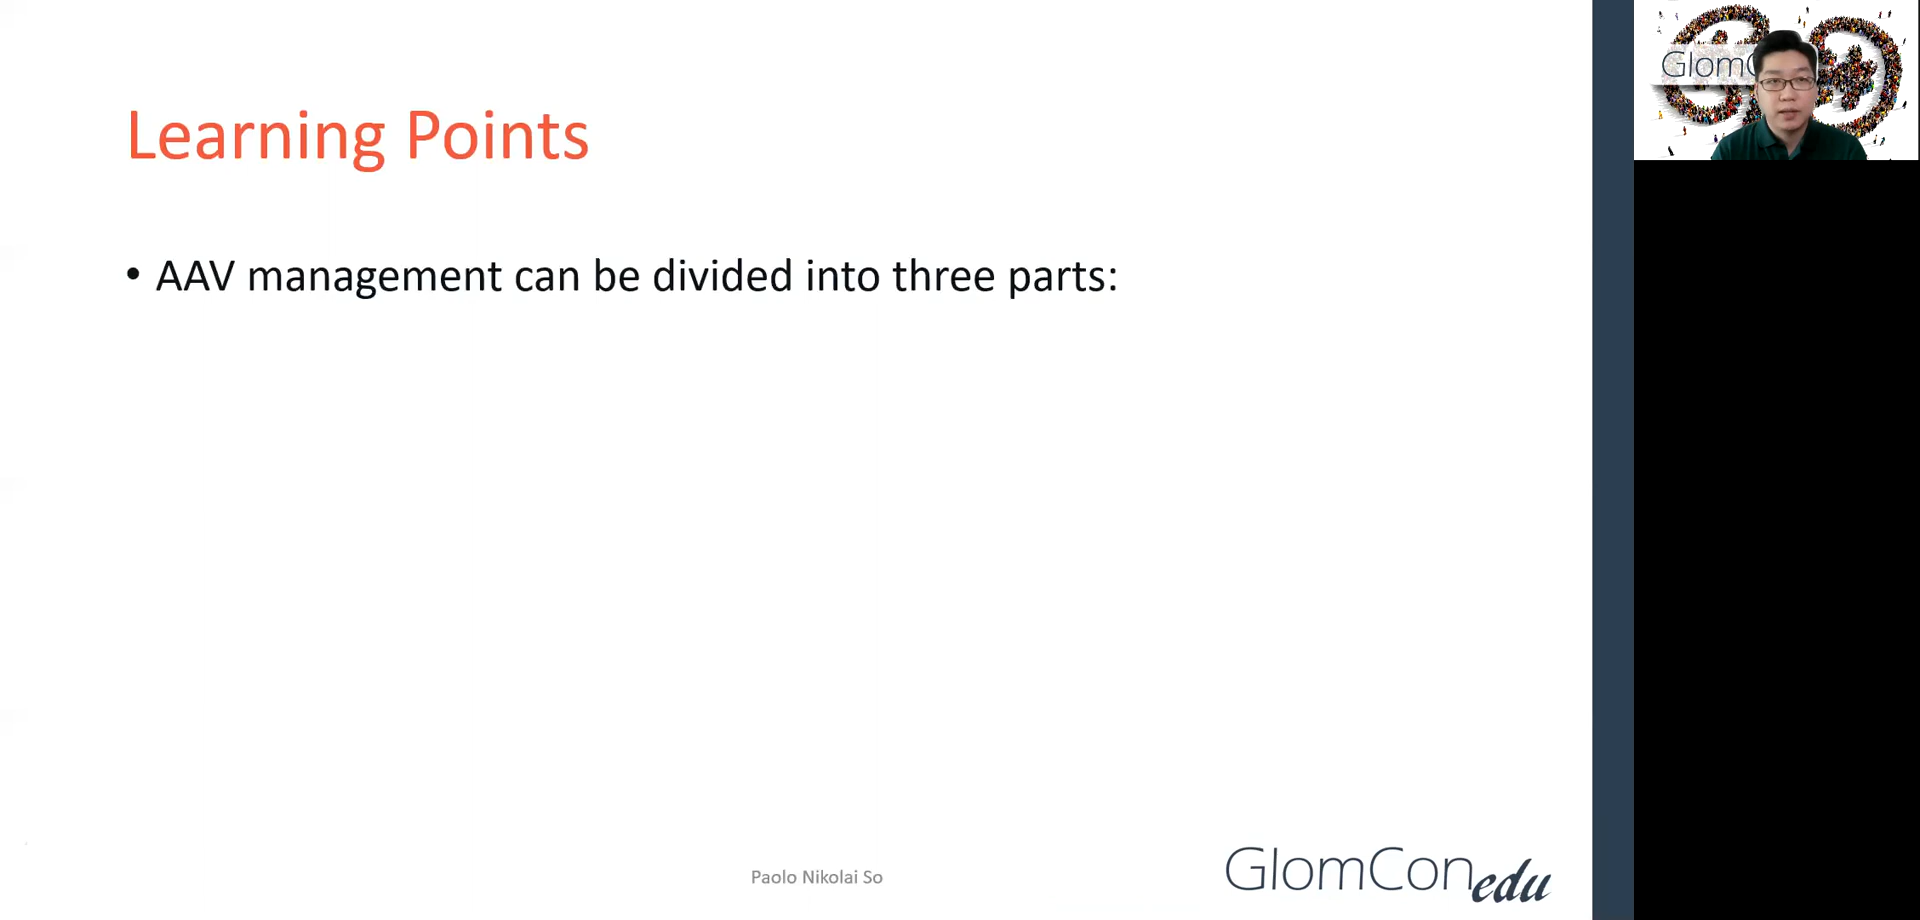 Learning Points
• AAV management can be divided into three parts:
Paolo Nikolai So
GlomConedu